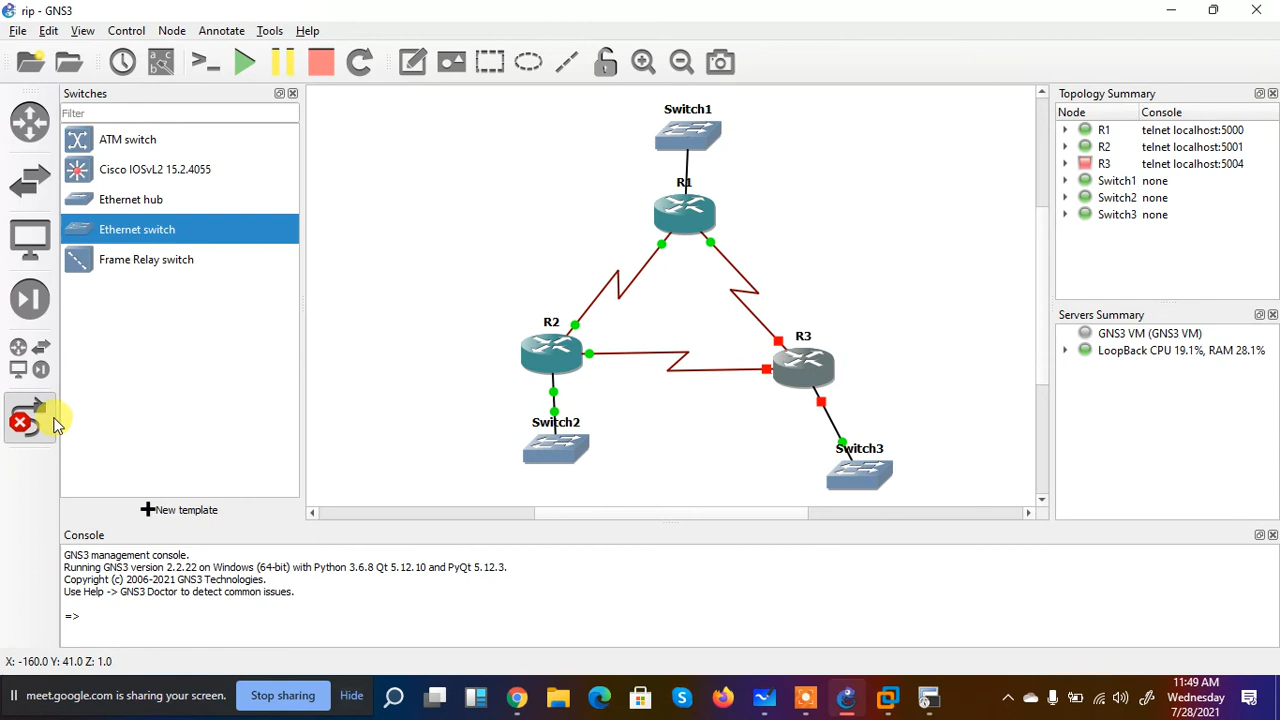 rip - GNS3
File Edit View Control Node Annotate Tools Help
Switches
Filter
ATM switch
Cisco IOSvL2 15.2.4055
Ethernet hub
Ethernet switch
Frame Relay switch
New template
Switch1
R1
R2
R3
Switch2
Switch3
Topology Summary
Node Console
R1 telnet localhost:5000
R2 telnet localhost:5001
R3 telnet localhost:5004
Switch1 none
Switch2 none
Switch3 none
Servers Summary
GNS3 VM (GNS3 VM)
LoopBack CPU 19.1%, RAM 28.1%
Console
GNS3 management console.
Running GNS3 version 2.2.22 on Windows (64-bit) with Python 3.6.8 Qt 5.12.10 and PyQt 5.12.3.
Copyright (c) 2006-2021 GNS3 Technologies.
Use Help -> GNS3 Doctor to detect common issues.
=>
X: -160.0 Y: 41.0 Z: 1.0
meet.google.com is sharing your screen. Stop sharing Hide
11:49 AM
Wednesday
7/28/2021